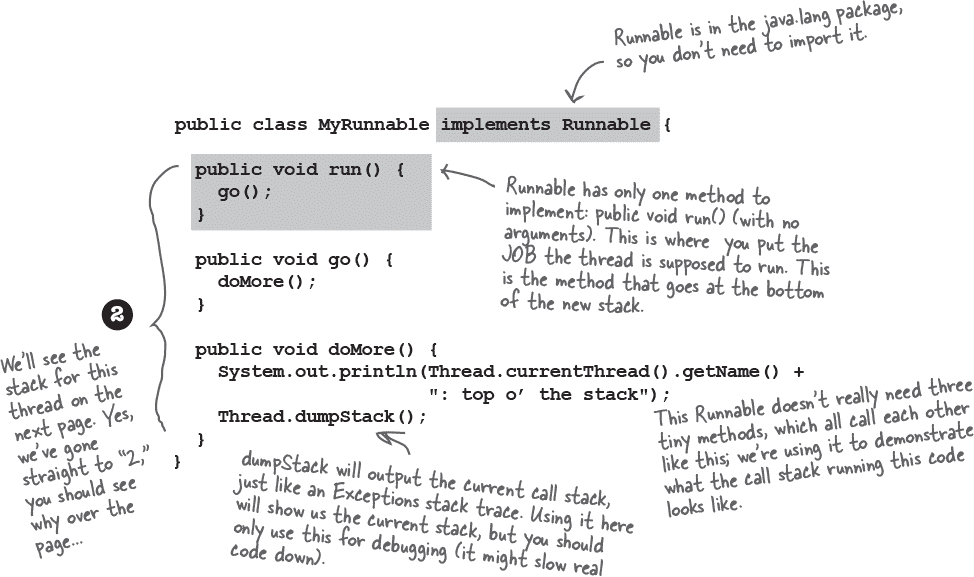 Runnable is in the java.lang package,
so you don't need to import it.
public class MyRunnable implements Runnable {
public void run() {
go();
}
Runnable has only one method to
implement: public void run() (with no
arguments). This is where you put the
JOB the thread is supposed to run. This
is the method that goes at the bottom
of the new stack.
public void go() {
doMore();
}
2
We'll see the
stack for this
thread on the
next page. Yes,
we've gone
straight to "2,"
you should see
why over the
page...
public void doMore() {
System.out.println(Thread.currentThread().getName() +
": top o' the stack");
Thread.dumpStack();
}
}
This Runnable doesn't really need three
tiny methods, which all call each other
like this; we're using it to demonstrate
what the call stack running this code
looks like.
dumpStack will output the current call stack,
just like an Exceptions stack trace. Using it here
will show us the current stack, but you should
only use this for debugging (it might slow real
code down).